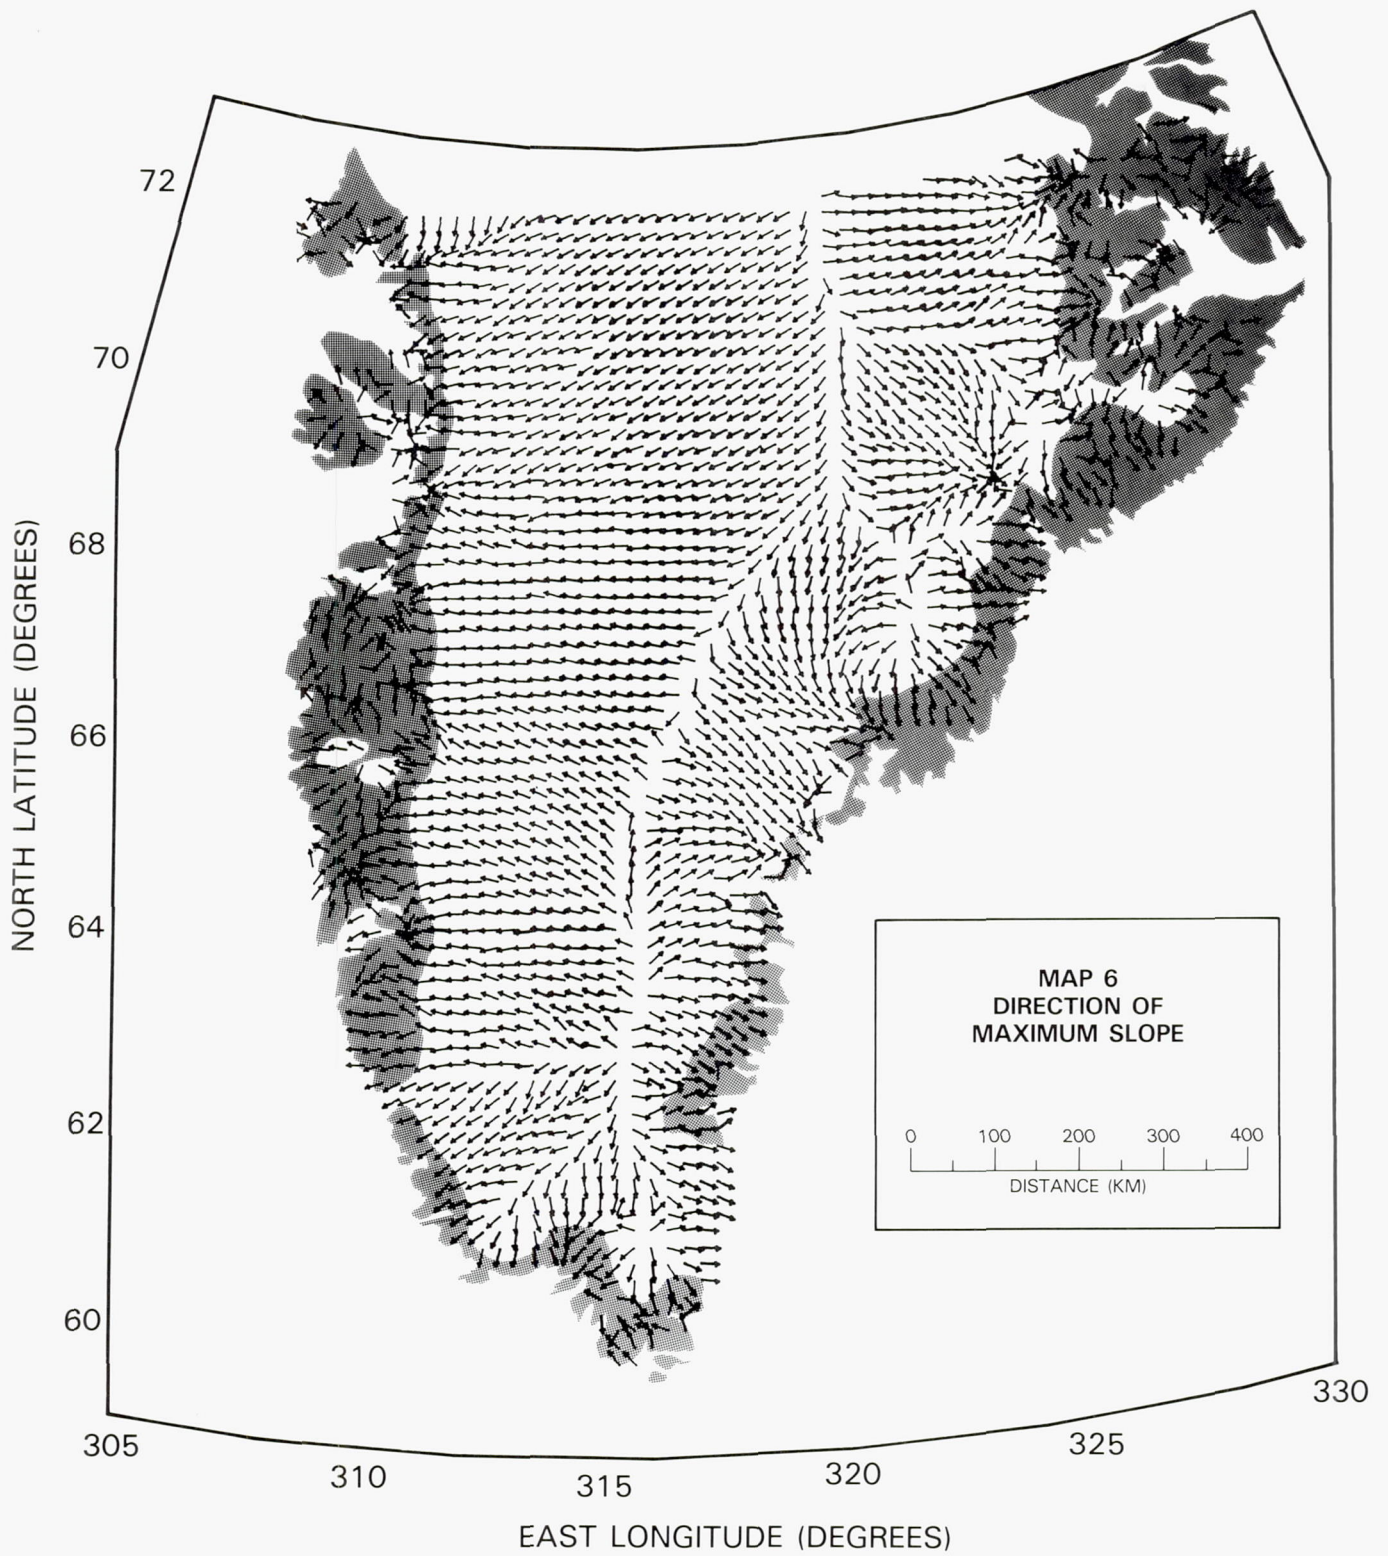 72
70
68
66
64
62
60
NORTH LATITUDE (DEGREES)
MAP 6
DIRECTION OF
MAXIMUM SLOPE
0 100 200 300 400
DISTANCE (KM)
305 310 315 320 325 330
EAST LONGITUDE (DEGREES)